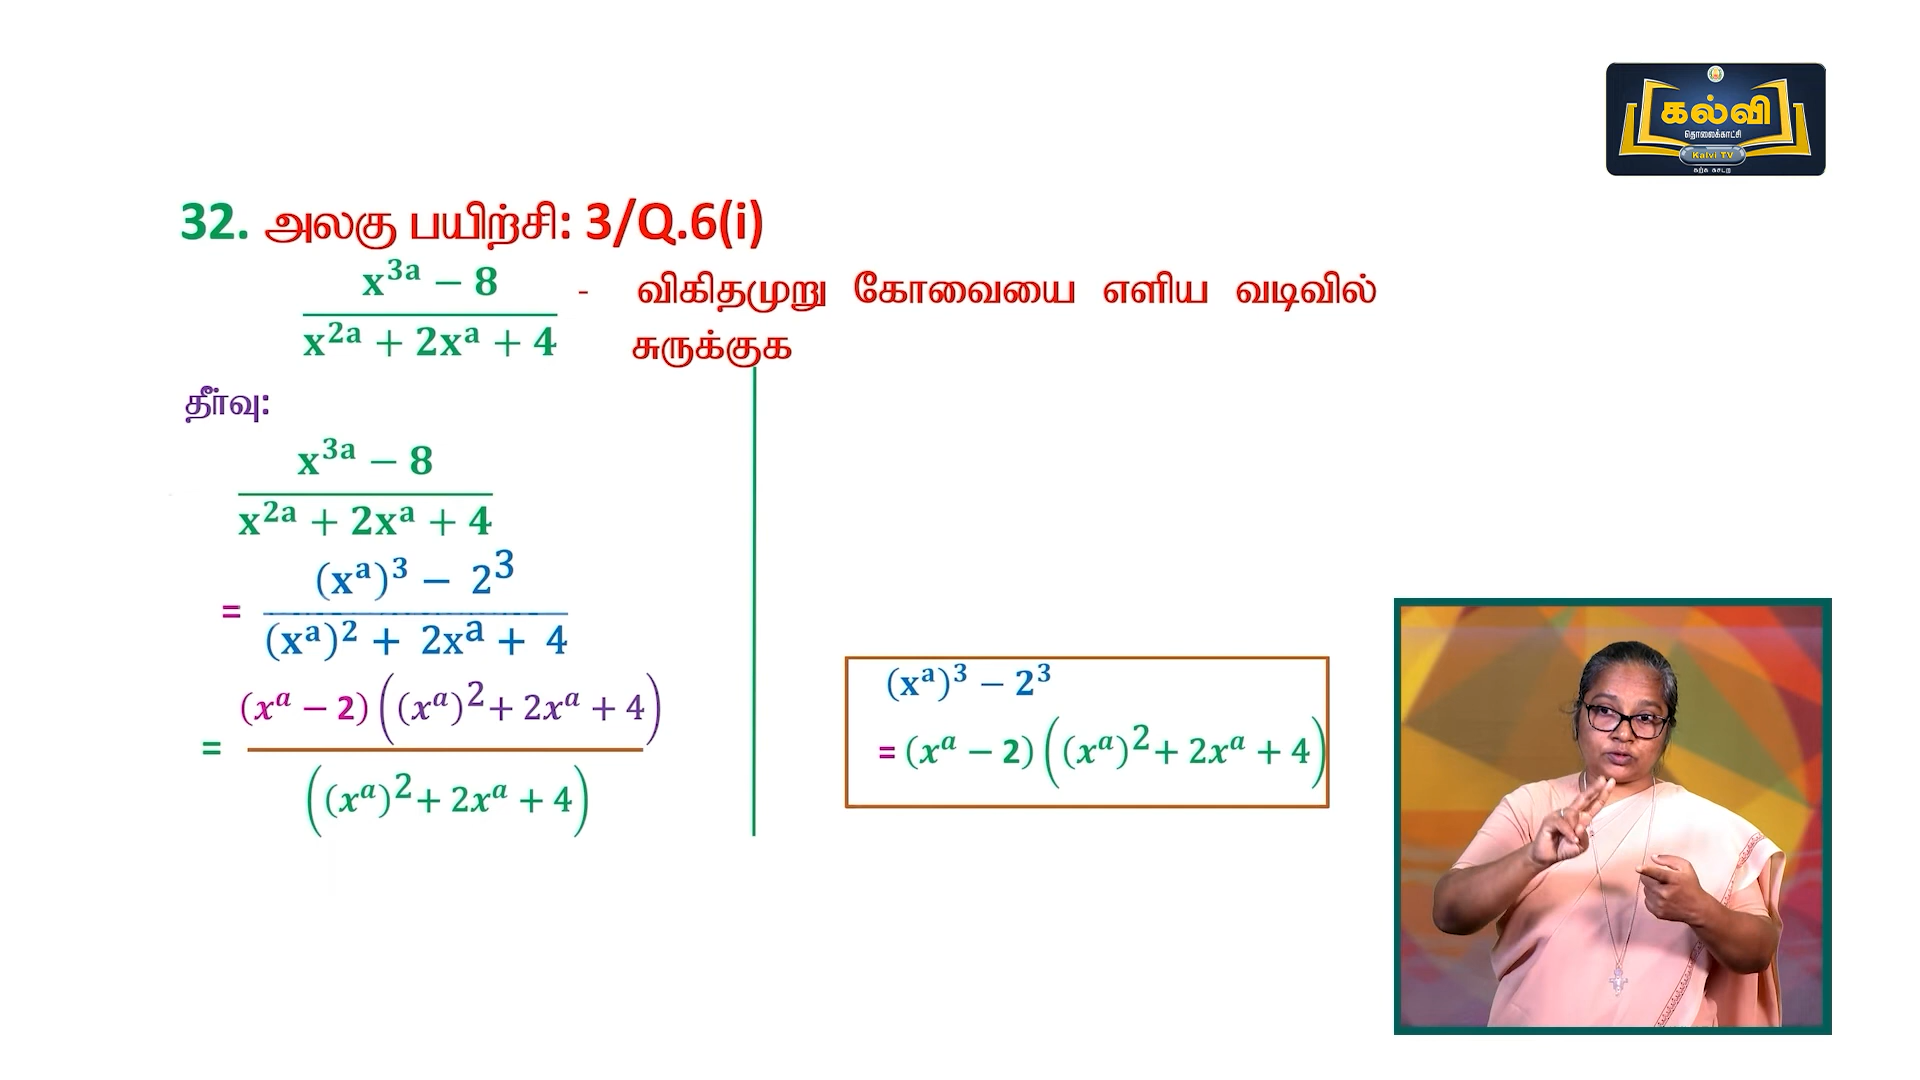 கல்வி
தொலைக்காட்சி
Kalvi TV
கற்க கசடற
32. அலகு பயிற்சி: 3/Q.6(i)
(x^{3a} − 8)/(x^{2a} + 2x^a + 4) - விகிதமுறு கோவையை எளிய வடிவில்
சுருக்குக
தீர்வு:
x^{3a} − 8
x^{2a} + 2x^a + 4
= (x^a)^3 − 2^3
(x^a)^2 + 2x^a + 4
= (x^a − 2)((x^a)^2 + 2x^a + 4)
((x^a)^2 + 2x^a + 4)
(x^a)^3 − 2^3
= (x^a − 2)((x^a)^2 + 2x^a + 4)